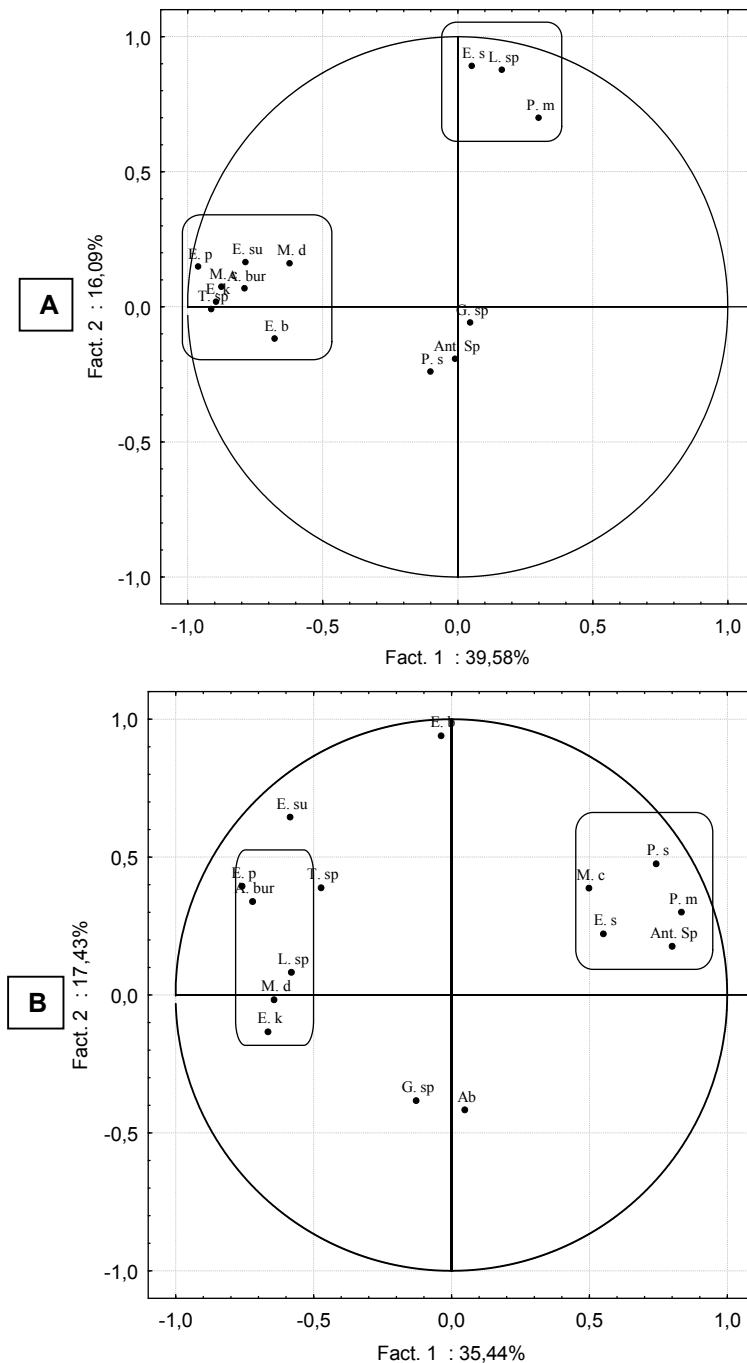 1,0
E. s
L. sp
P. m
0,5
E. p
E. su
M. d
M. c
A. bur
E. k
T. sp
A
0,0
G. sp
E. b
Ant. Sp
P. s
Fact. 2 : 16,09%
-0,5
-1,0
-1,0 -0,5 0,0 0,5 1,0
Fact. 1 : 39,58%
1,0
E. b
E. su
0,5
P. s
E. p
T. sp
M. c
A. bur
P. m
E. s
Ant. Sp
L. sp
B
0,0
M. d
E. k
Fact. 2 : 17,43%
G. sp
Ab
-0,5
-1,0
-1,0 -0,5 0,0 0,5 1,0
Fact. 1 : 35,44%